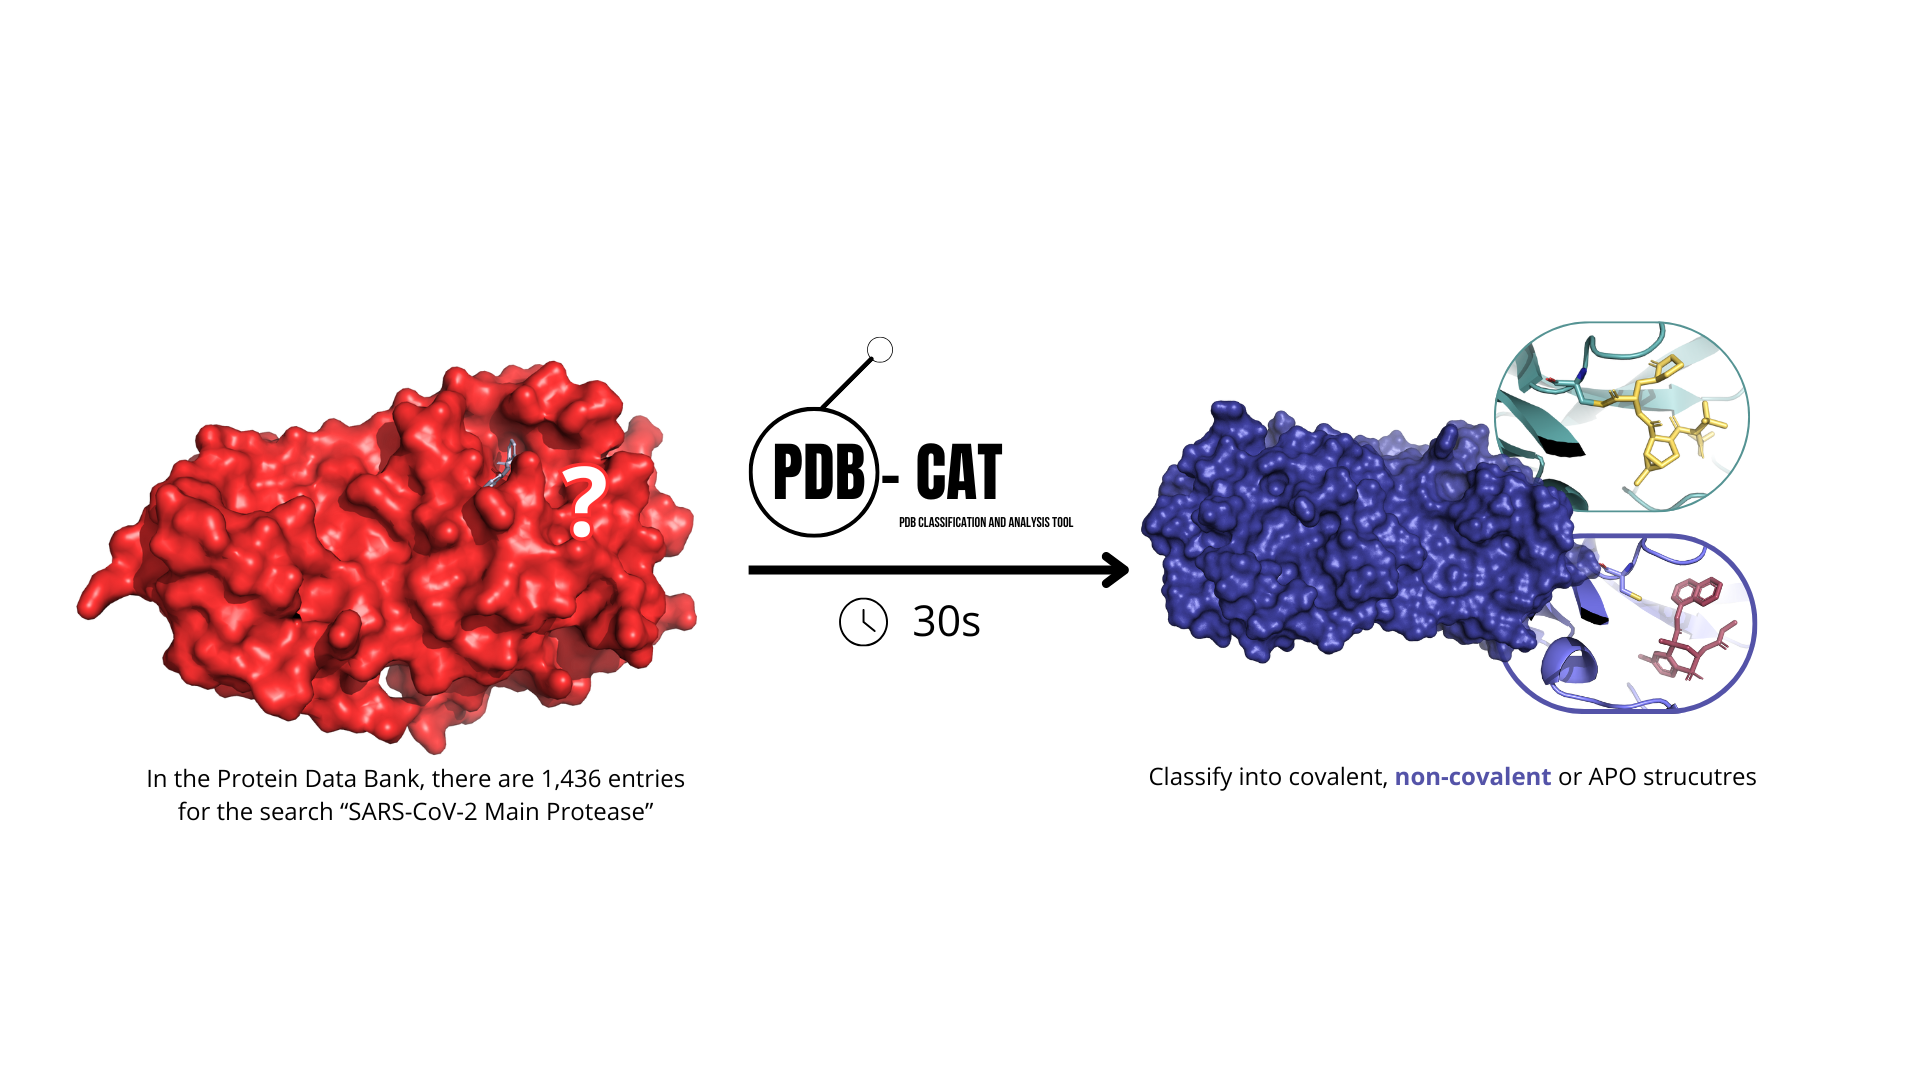 ?
PDB - CAT
PDB CLASSIFICATION AND ANALYSIS TOOL
30s
In the Protein Data Bank, there are 1,436 entries
for the search “SARS-CoV-2 Main Protease”
Classify into covalent, non-covalent or APO strucutres